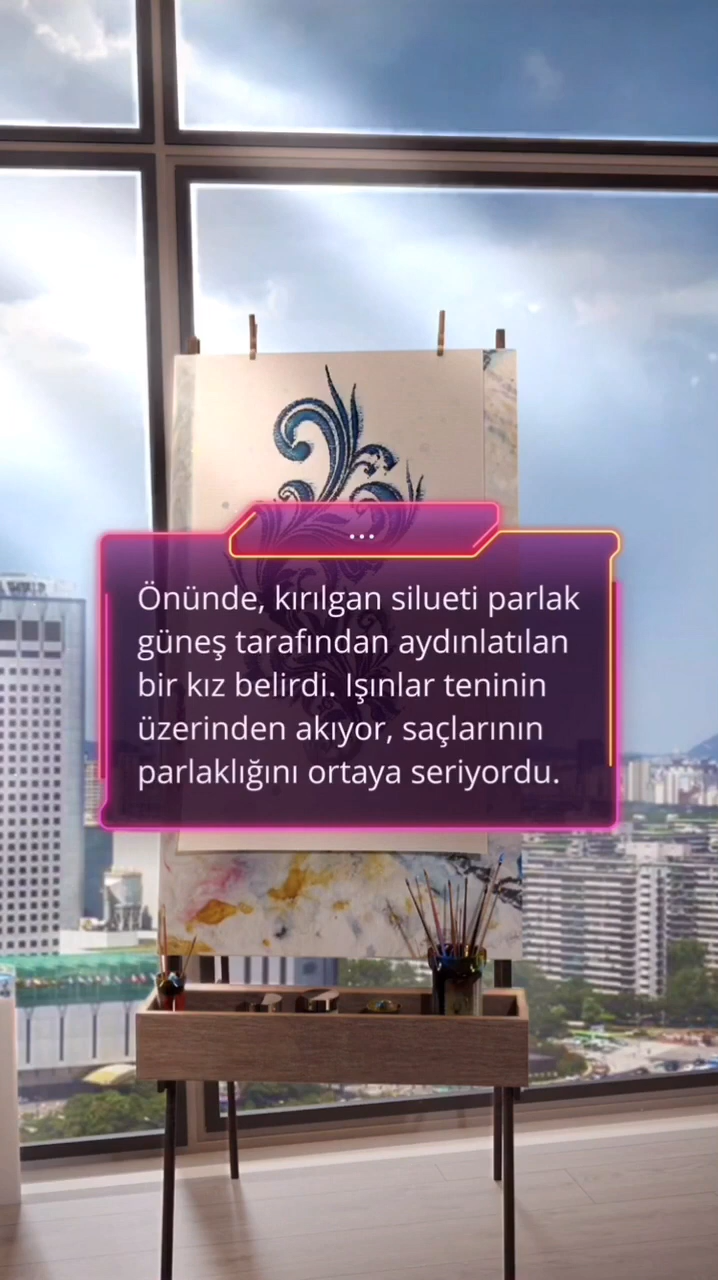 ...
Önünde, kırılgan silueti parlak
güneş tarafından aydınlatılan
bir kız belirdi. Işınlar teninin
üzerinden akıyor, saçlarının
parlaklığını ortaya seriyordu.